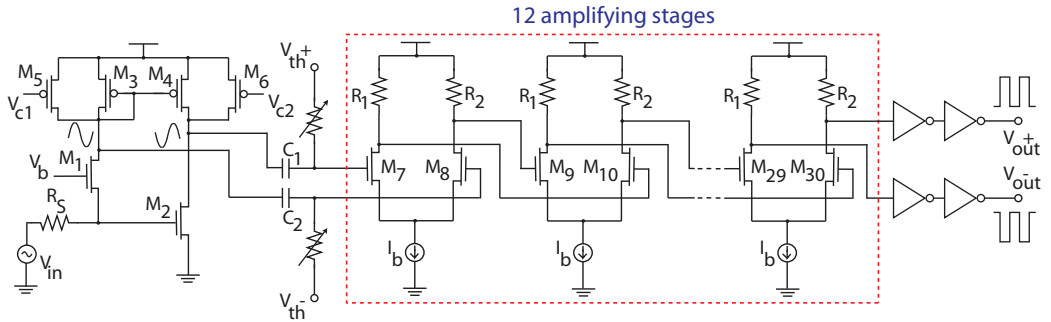 12 amplifying stages
M5
M3
M4
M6
Vc1
Vc2
Vth+
R1
R2
R1
R2
R1
R2
M1
Vb
C1
M7
M8
M9
M10
M29
M30
Vout+
RS
M2
C2
Vout-
Vin
Ib
Ib
Ib
Vth-